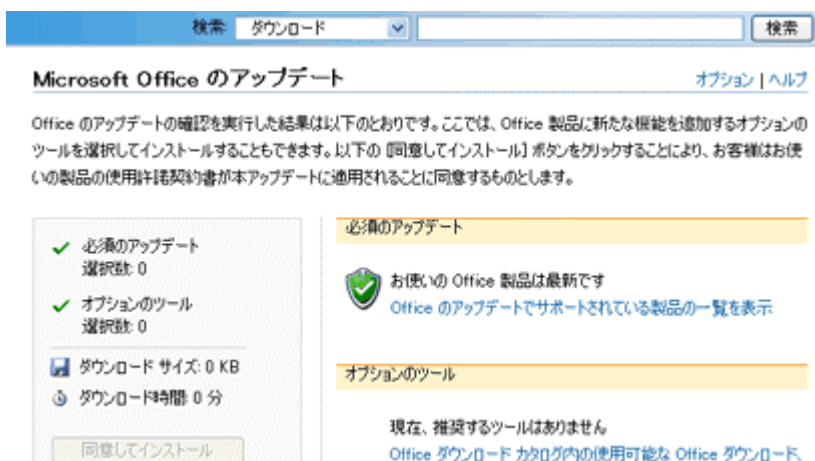 検索: ダウンロード 検索
Microsoft Office のアップデート
オプション | ヘルプ
Office のアップデートの確認を実行した結果は以下のとおりです。ここでは、Office 製品に新たな機能を追加するオプションの
ツールを選択してインストールすることもできます。以下の [同意してインストール] ボタンをクリックすることにより、お客様はお使
いの製品の使用許諾契約書が本アップデートに適用されることに同意するものとします。
必須のアップデート
選択数: 0
オプションのツール
選択数: 0
ダウンロード サイズ: 0 KB
ダウンロード時間: 0 分
同意してインストール
必須のアップデート
お使いの Office 製品は最新です
Office のアップデートでサポートされている製品の一覧を表示
オプションのツール
現在、推奨するツールはありません
Office ダウンロード カタログ内の使用可能な Office ダウンロード、